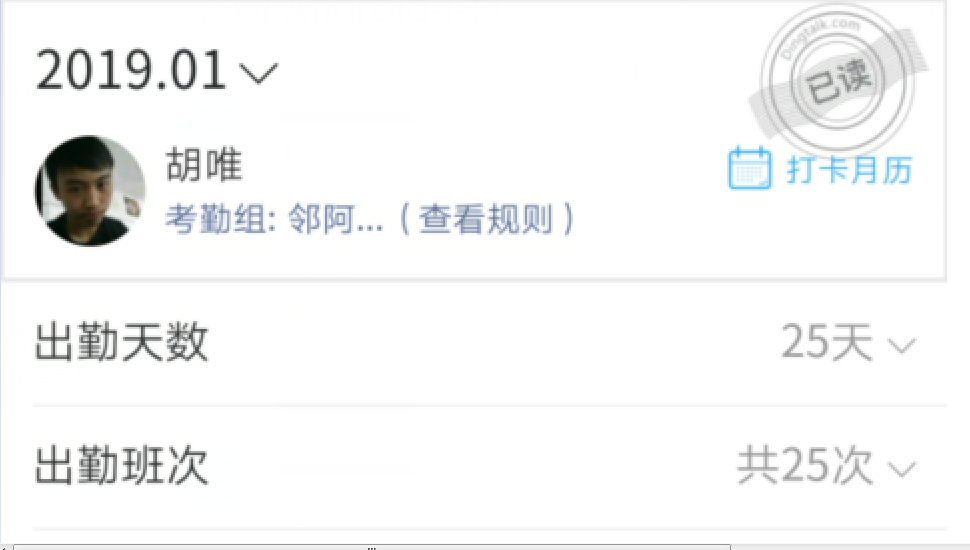 2019.01
Dingtalk.com
已读
胡唯
打卡月历
考勤组: 邻阿... ( 查看规则 )
出勤天数 25天
出勤班次 共25次